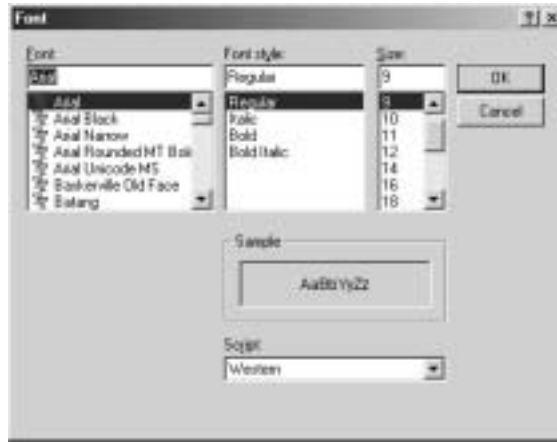 Font
? x
Font: Font style: Size:
Arial Regular 9 OK
Arial Regular 9 Cancel
Arial Black Italic 10
Arial Narrow Bold 11
Arial Rounded MT Bol Bold Italic 12
Arial Unicode MS 14
Baskerville Old Face 16
Batang 18
Sample
AaBbYyZz
Script:
Western